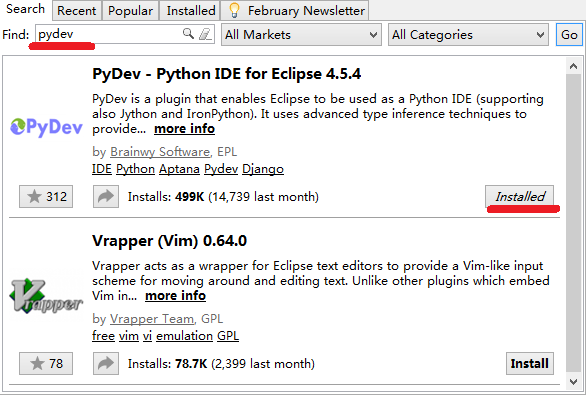 Search Recent Popular Installed February Newsletter
Find: pydev All Markets All Categories Go
PyDev - Python IDE for Eclipse 4.5.4
PyDev is a plugin that enables Eclipse to be used as a Python IDE (supporting
also Jython and IronPython). It uses advanced type inference techniques to
provide... more info
PyDev
by Brainwy Software, EPL
IDE Python Aptana Pydev Django
312 Installs: 499K (14,739 last month) Installed
Vrapper (Vim) 0.64.0
Vrapper acts as a wrapper for Eclipse text editors to provide a Vim-like input
scheme for moving around and editing text. Unlike other plugins which embed
Vim in... more info
Vrapper
by Vrapper Team, GPL
free vim vi emulation GPL
78 Installs: 78.7K (2,399 last month) Install